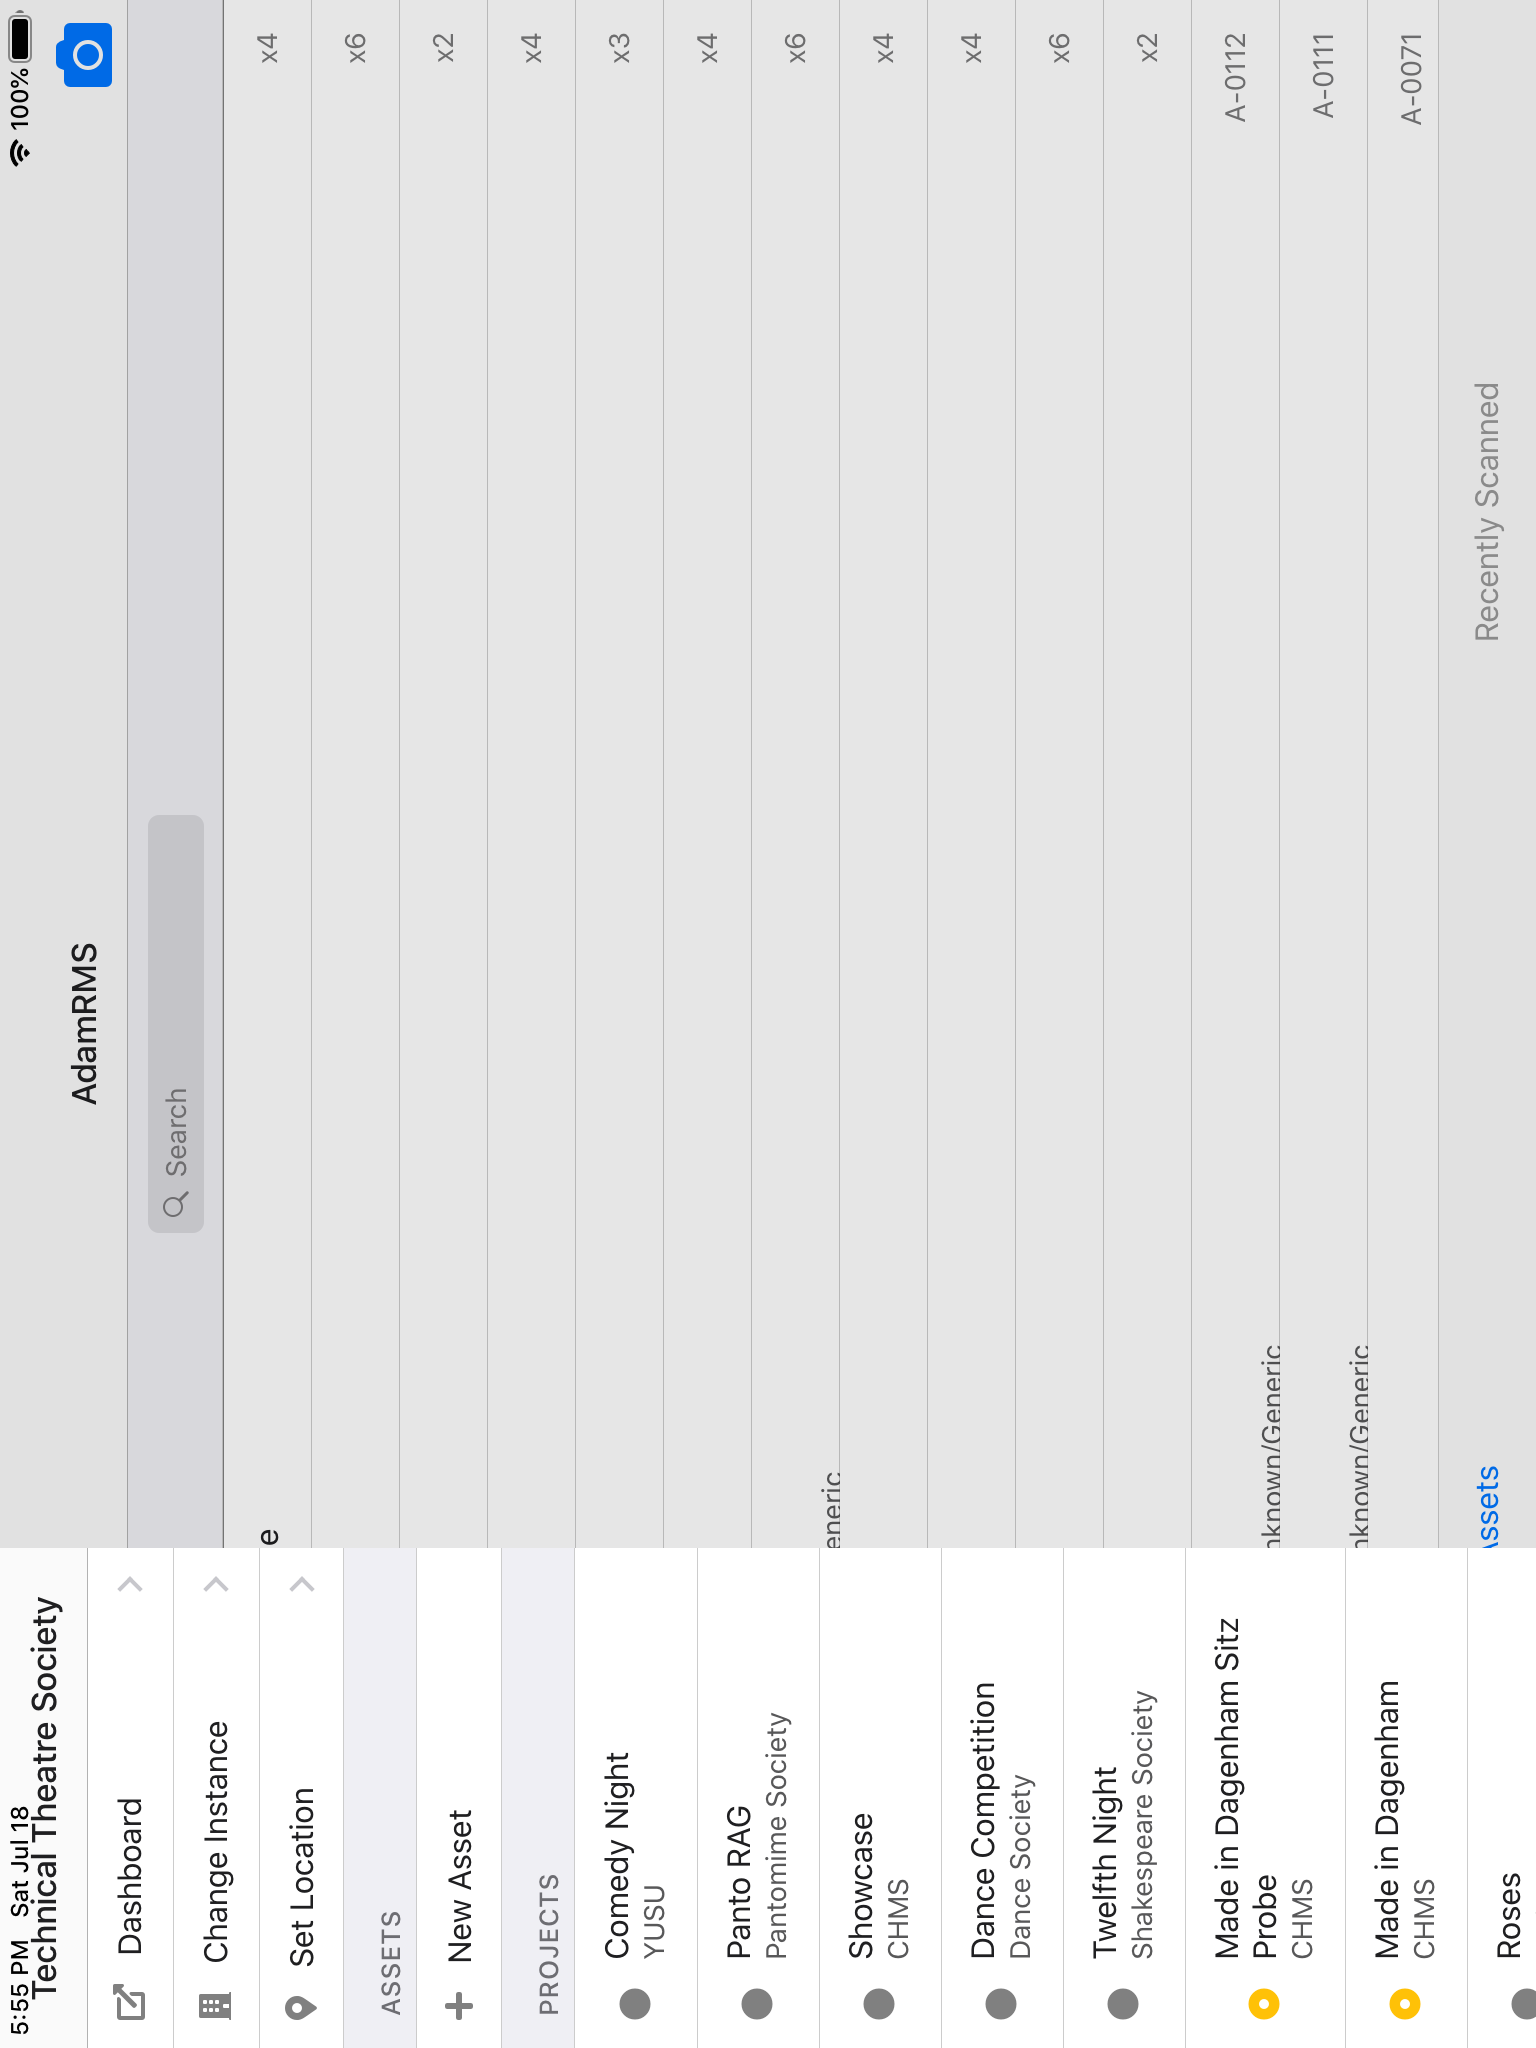 5:55 PM Sat Jul 18
100%
Technical Theatre Society
Dashboard
Change Instance
Set Location
ASSETS
New Asset
PROJECTS
Comedy Night
YUSU
Panto RAG
Pantomime Society
Showcase
CHMS
Dance Competition
Dance Society
Twelfth Night
Shakespeare Society
Made in Dagenham Sitz
Probe
CHMS
Made in Dagenham
CHMS
Roses
AdamRMS
Search
e
x4
x6
x2
x4
x3
x4
x6
eneric
x4
x4
x6
x2
A-0112
nknown/Generic
A-0111
nknown/Generic
A-0071
Assets
Recently Scanned